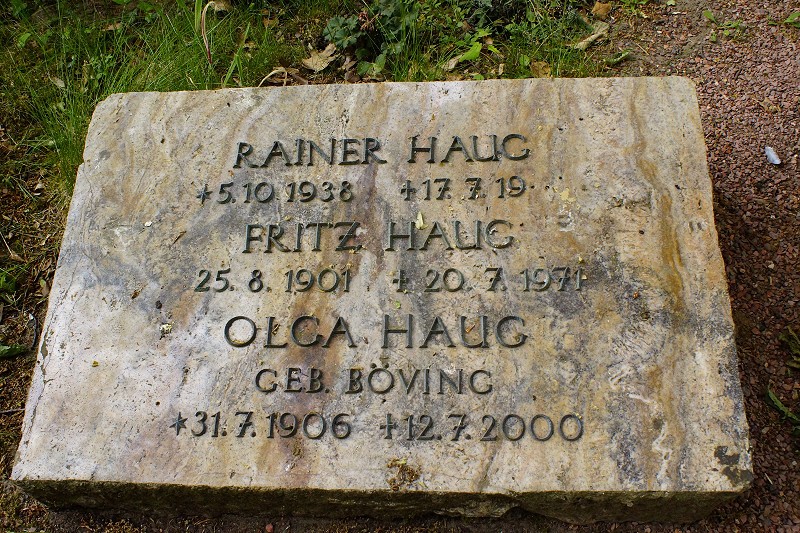 RAINER HAUG
*5.10.1938 †17.7.19
FRITZ HAUG
25.8.1901 † 20.7.1971
OLGA HAUG
GEB. BÖVING
*31.7.1906 †12.7.2000